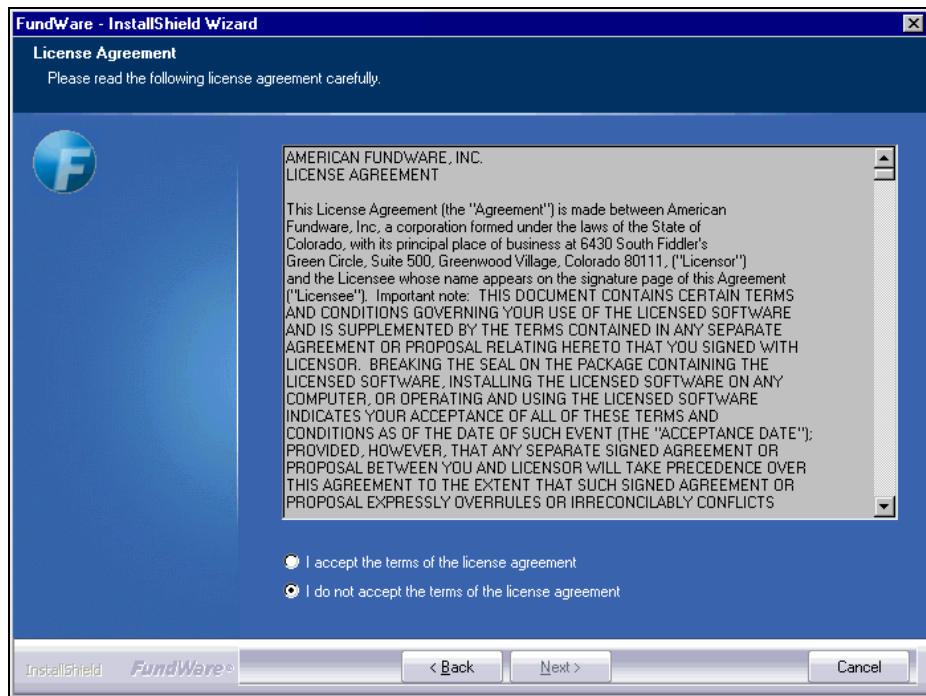 FundWare - InstallShield Wizard
License Agreement
Please read the following license agreement carefully.
F
AMERICAN FUNDWARE, INC.
LICENSE AGREEMENT
This License Agreement (the "Agreement") is made between American
Fundware, Inc, a corporation formed under the laws of the State of
Colorado, with its principal place of business at 6430 South Fiddler's
Green Circle, Suite 500, Greenwood Village, Colorado 80111, ("Licensor")
and the Licensee whose name appears on the signature page of this Agreement
("Licensee"). Important note: THIS DOCUMENT CONTAINS CERTAIN TERMS
AND CONDITIONS GOVERNING YOUR USE OF THE LICENSED SOFTWARE
AND IS SUPPLEMENTED BY THE TERMS CONTAINED IN ANY SEPARATE
AGREEMENT OR PROPOSAL RELATING HERETO THAT YOU SIGNED WITH
LICENSOR. BREAKING THE SEAL ON THE PACKAGE CONTAINING THE
LICENSED SOFTWARE, INSTALLING THE LICENSED SOFTWARE ON ANY
COMPUTER, OR OPERATING AND USING THE LICENSED SOFTWARE
INDICATES YOUR ACCEPTANCE OF ALL OF THESE TERMS AND
CONDITIONS AS OF THE DATE OF SUCH EVENT (THE "ACCEPTANCE DATE");
PROVIDED, HOWEVER, THAT ANY SEPARATE SIGNED AGREEMENT OR
PROPOSAL BETWEEN YOU AND LICENSOR WILL TAKE PRECEDENCE OVER
THIS AGREEMENT TO THE EXTENT THAT SUCH SIGNED AGREEMENT OR
PROPOSAL EXPRESSLY OVERRULES OR IRRECONCILABLY CONFLICTS
I accept the terms of the license agreement
I do not accept the terms of the license agreement
InstallShield FundWare® < Back Next > Cancel